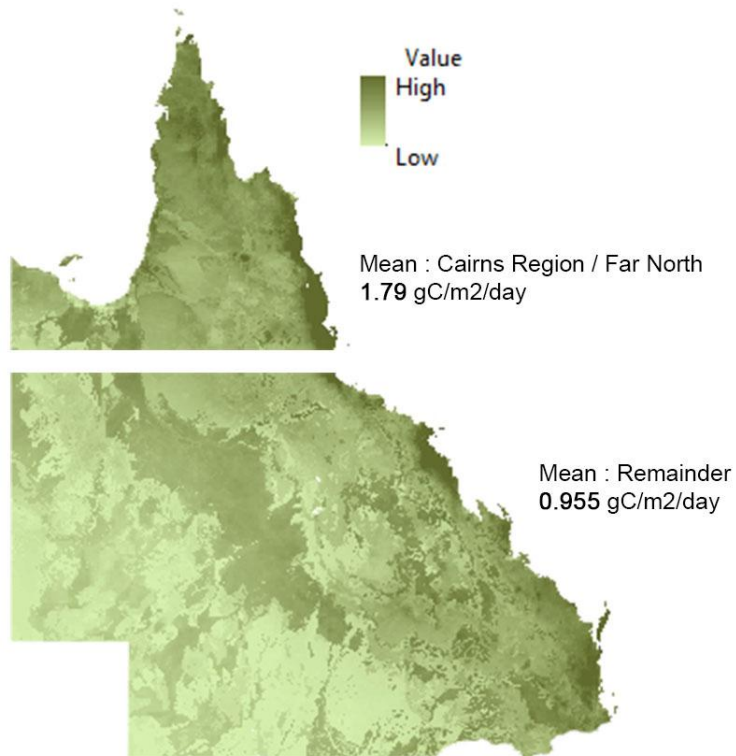 Value
High
Low
Mean : Cairns Region / Far North
1.79 gC/m2/day
Mean : Remainder
0.955 gC/m2/day